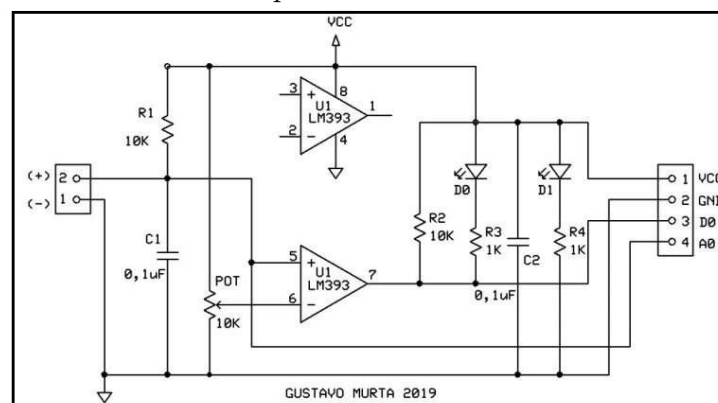 VCC
R1
10K
3
+
8
U1
LM393
1
2
-
4
(+)
2
(-)
1
C1
0,1uF
POT
10K
5
+
U1
LM393
7
6
-
R2
10K
D0
R3
1K
C2
0,1uF
D1
R4
1K
1 VCC
2 GND
3 D0
4 A0
GUSTAVO MURTA 2019